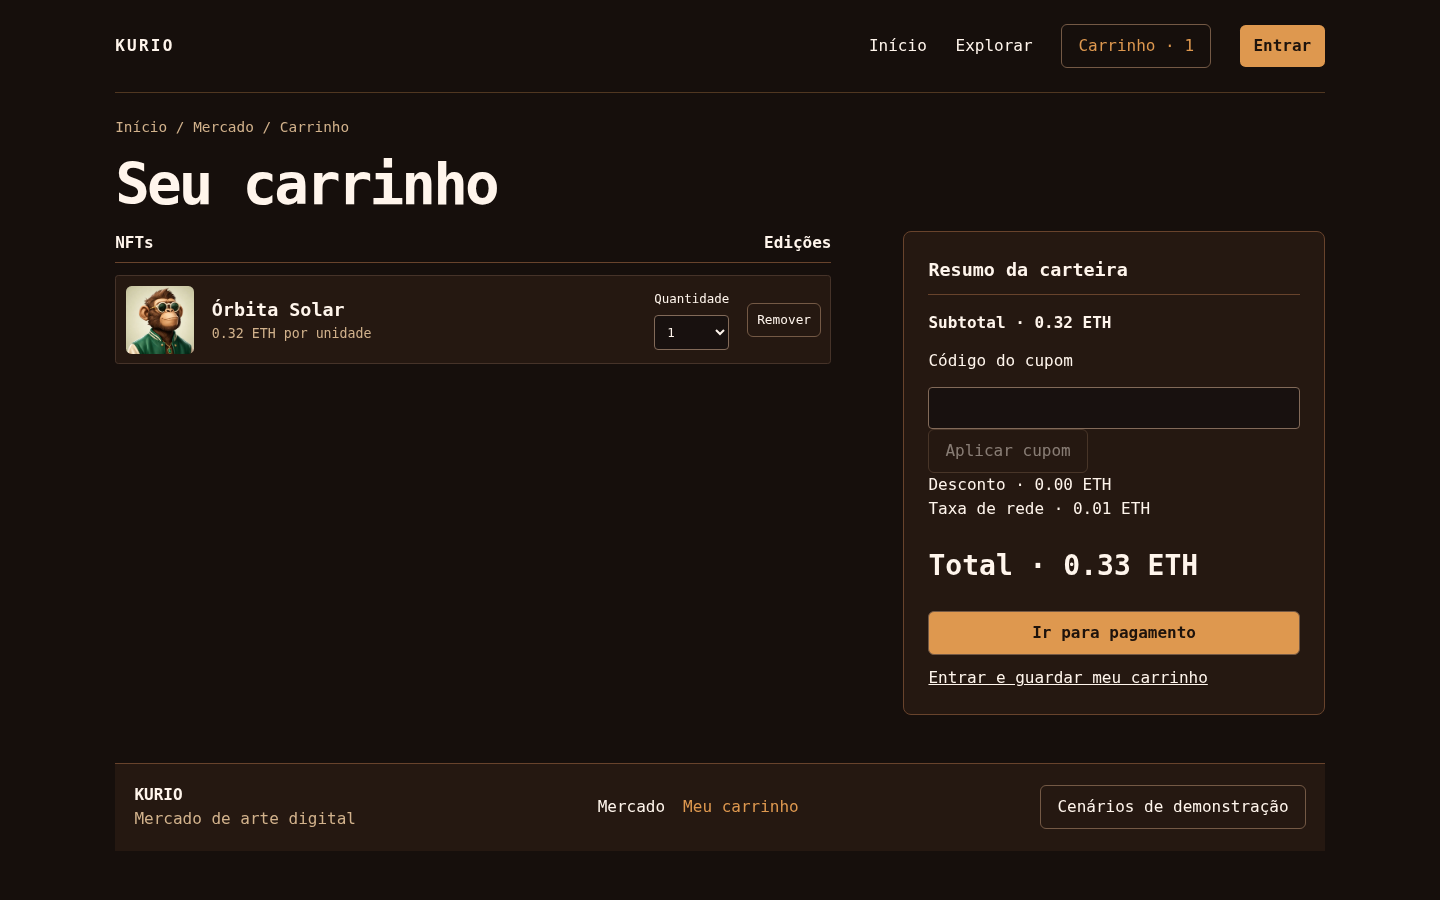 KURIO
Início
Explorar
Carrinho · 1
Entrar
Início / Mercado / Carrinho
Seu carrinho
NFTs
Edições
Órbita Solar
0.32 ETH por unidade
Quantidade
1
Remover
Resumo da carteira
Subtotal · 0.32 ETH
Código do cupom
Aplicar cupom
Desconto · 0.00 ETH
Taxa de rede · 0.01 ETH
Total · 0.33 ETH
Ir para pagamento
Entrar e guardar meu carrinho
KURIO
Mercado de arte digital
Mercado
Meu carrinho
Cenários de demonstração